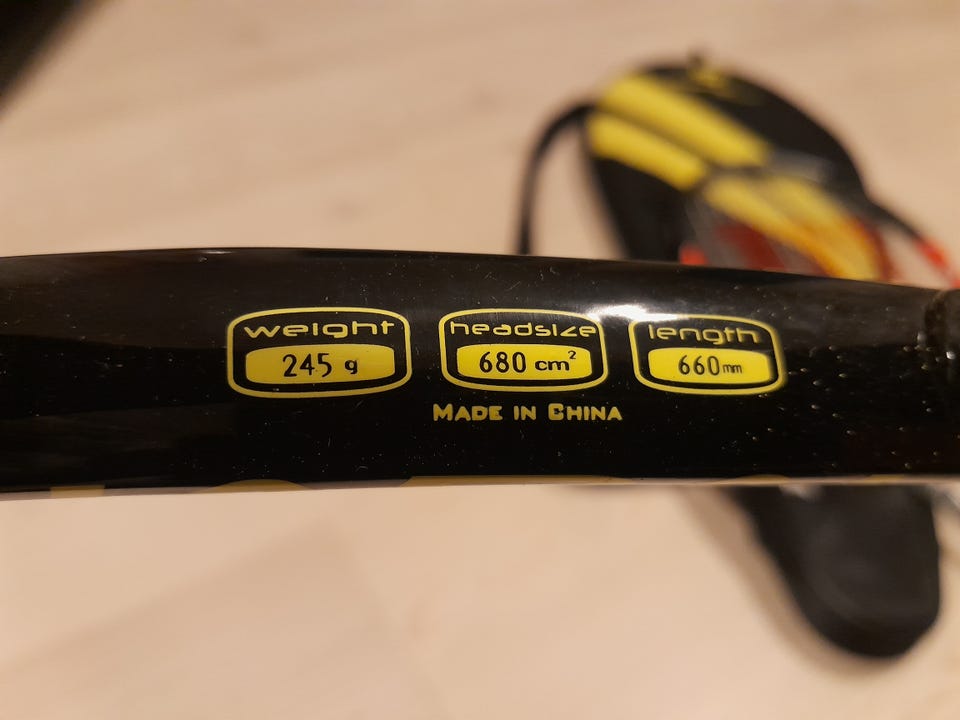 weight
245 g
headsize
680 cm²
length
660mm
MADE IN CHINA